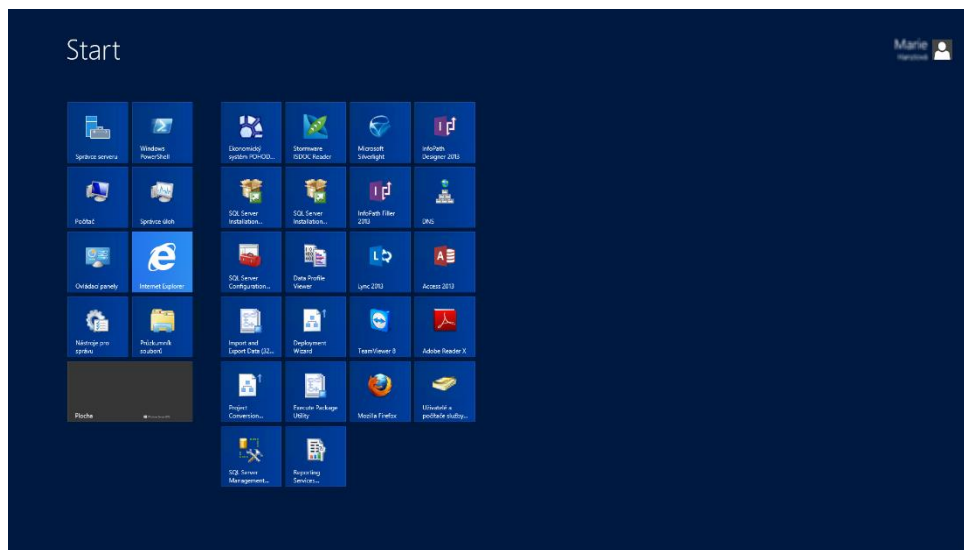 Start
Marie
Správce serveru
Windows
PowerShell
Ekonomický
systém POHOD...
Stormware
ISDOC Reader
Microsoft
Silverlight
InfoPath
Designer 2013
Počítač
Správce úloh
SQL Server
Installation...
SQL Server
Installation...
InfoPath Filler
2013
DNS
Ovládací panely
Internet Explorer
SQL Server
Configuration...
Data Profile
Viewer
Lync 2013
Access 2013
Nástroje pro
správu
Průzkumník
souborů
Import and
Export Data (32...
Deployment
Wizard
TeamViewer 8
Adobe Reader X
Plocha
Project
Conversion...
Execute Package
Utility
Mozilla Firefox
Uživatelé a
počítače služby...
SQL Server
Management...
Reporting
Services...